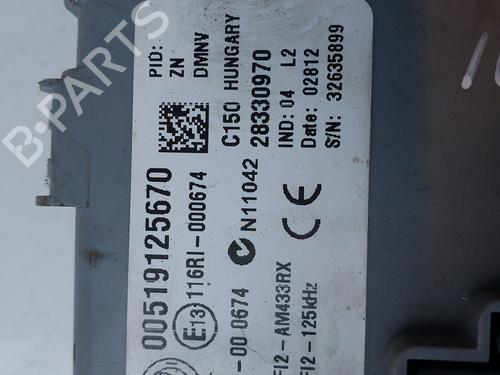 PID:
ZN
DMNV
C150 HUNGARY
28330970
IND: 04 L2
Date: 02812
S/N: 32635899
00519125670
E13 116RI-000674
N11042
-00 0674
CE
FI2-AM433RX
FI2-125kHz
B-PARTS